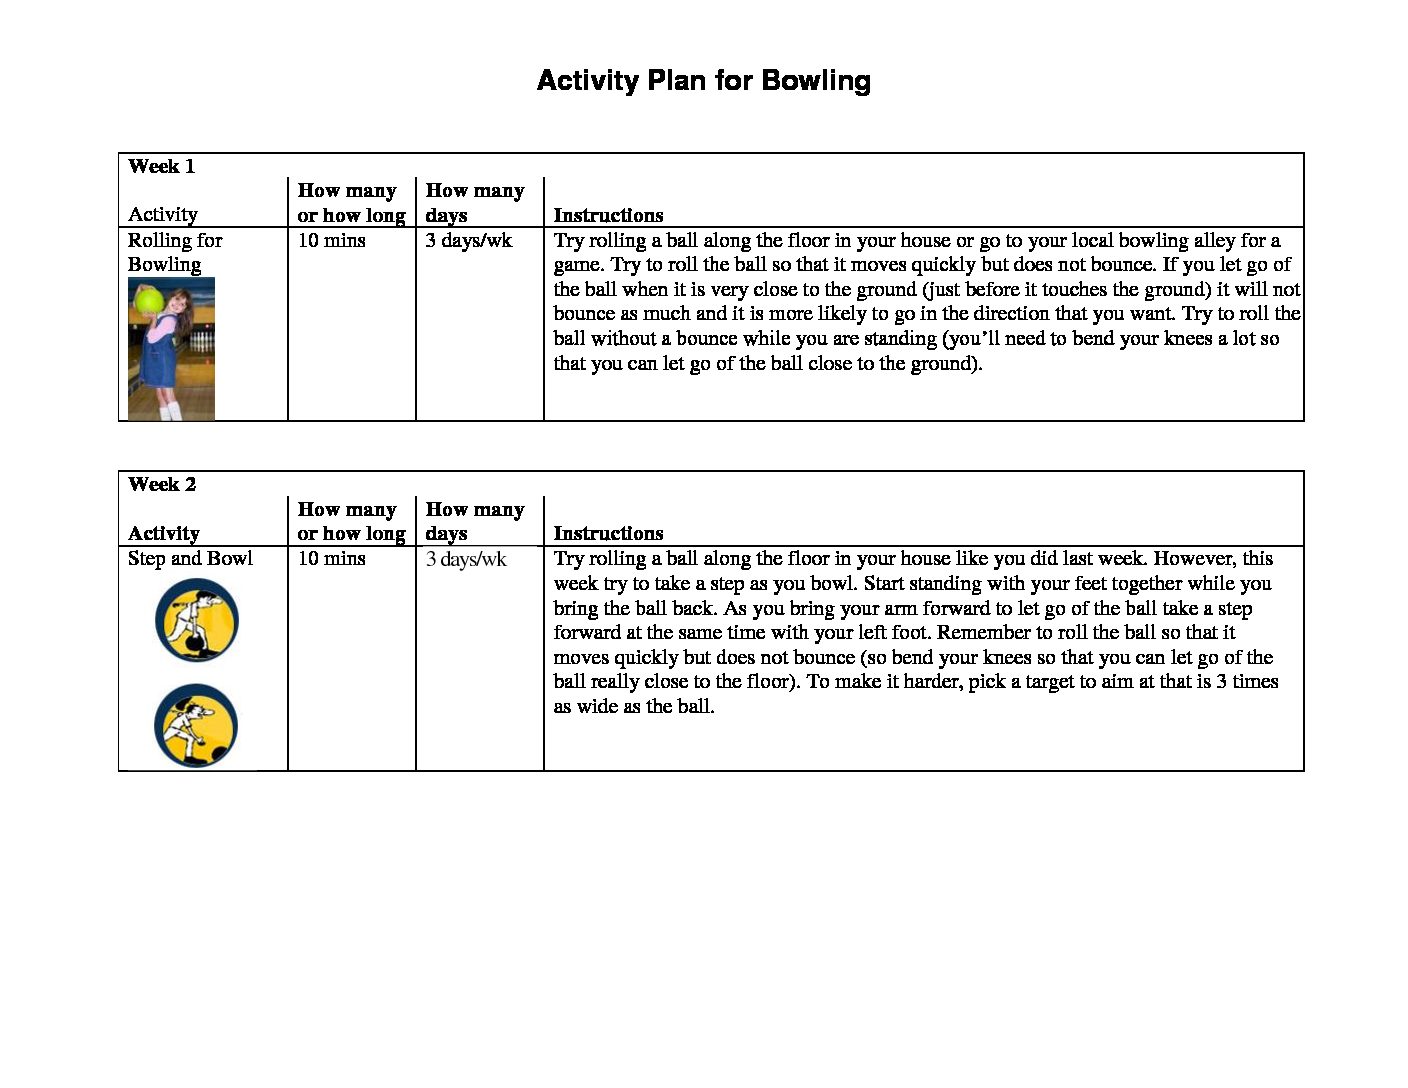 Activity Plan for Bowling
Week 1
Activity
How many
or how long
How many
days
Instructions
Rolling for
Bowling
10 mins
3 days/wk
Try rolling a ball along the floor in your house or go to your local bowling alley for a
game. Try to roll the ball so that it moves quickly but does not bounce. If you let go of
the ball when it is very close to the ground (just before it touches the ground) it will not
bounce as much and it is more likely to go in the direction that you want. Try to roll the
ball without a bounce while you are standing (you’ll need to bend your knees a lot so
that you can let go of the ball close to the ground).
Week 2
Activity
How many
or how long
How many
days
Instructions
Step and Bowl
10 mins
3 days/wk
Try rolling a ball along the floor in your house like you did last week. However, this
week try to take a step as you bowl. Start standing with your feet together while you
bring the ball back. As you bring your arm forward to let go of the ball take a step
forward at the same time with your left foot. Remember to roll the ball so that it
moves quickly but does not bounce (so bend your knees so that you can let go of the
ball really close to the floor). To make it harder, pick a target to aim at that is 3 times
as wide as the ball.